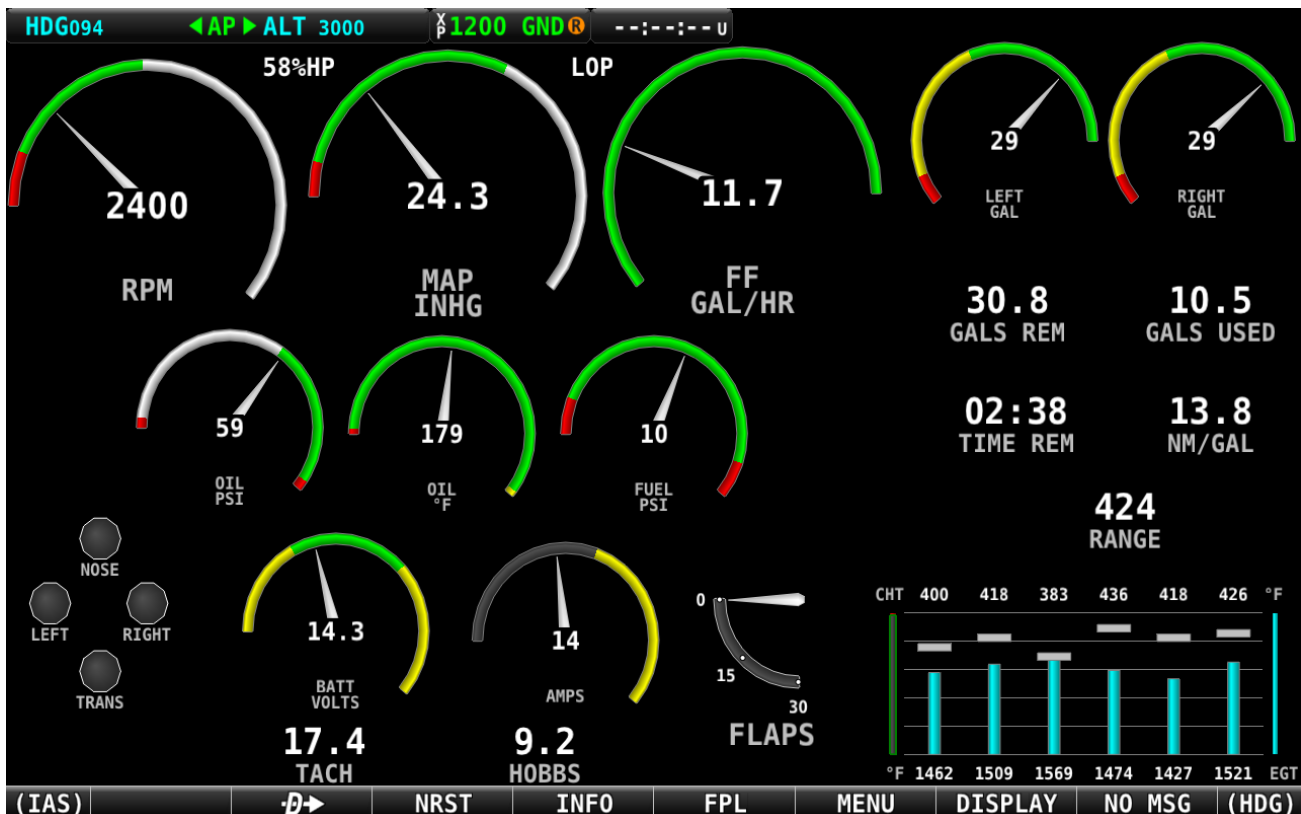 HDG094 ◀AP▶ ALT 3000 XP1200 GND R --:--:-- U
58%HP LOP
2400 24.3 11.7 29 29
RPM MAP INHG FF GAL/HR LEFT GAL RIGHT GAL
30.8 10.5
GALS REM GALS USED
59 179 10
OIL PSI OIL °F FUEL PSI
02:38 13.8
TIME REM NM/GAL
424
RANGE
NOSE
LEFT RIGHT
TRANS
14.3 14
BATT VOLTS AMPS
17.4 9.2
TACH HOBBS
0
15
30
FLAPS
CHT 400 418 383 436 418 426 °F
°F 1462 1509 1569 1474 1427 1521 EGT
(IAS) D➔ NRST INFO FPL MENU DISPLAY NO MSG (HDG)